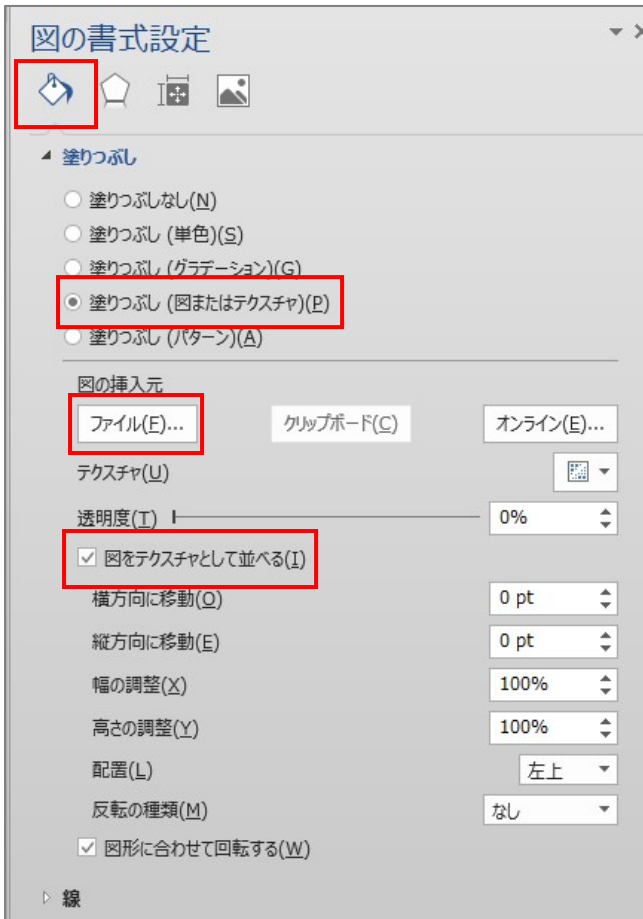 図の書式設定
塗りつぶし
塗りつぶしなし(N)
塗りつぶし (単色)(S)
塗りつぶし (グラデーション)(G)
塗りつぶし (図またはテクスチャ)(P)
塗りつぶし (パターン)(A)
図の挿入元
ファイル(F)... クリップボード(C) オンライン(E)...
テクスチャ(U)
透明度(T) 0%
図をテクスチャとして並べる(I)
横方向に移動(O) 0 pt
縦方向に移動(E) 0 pt
幅の調整(X) 100%
高さの調整(Y) 100%
配置(L) 左上
反転の種類(M) なし
図形に合わせて回転する(W)
線